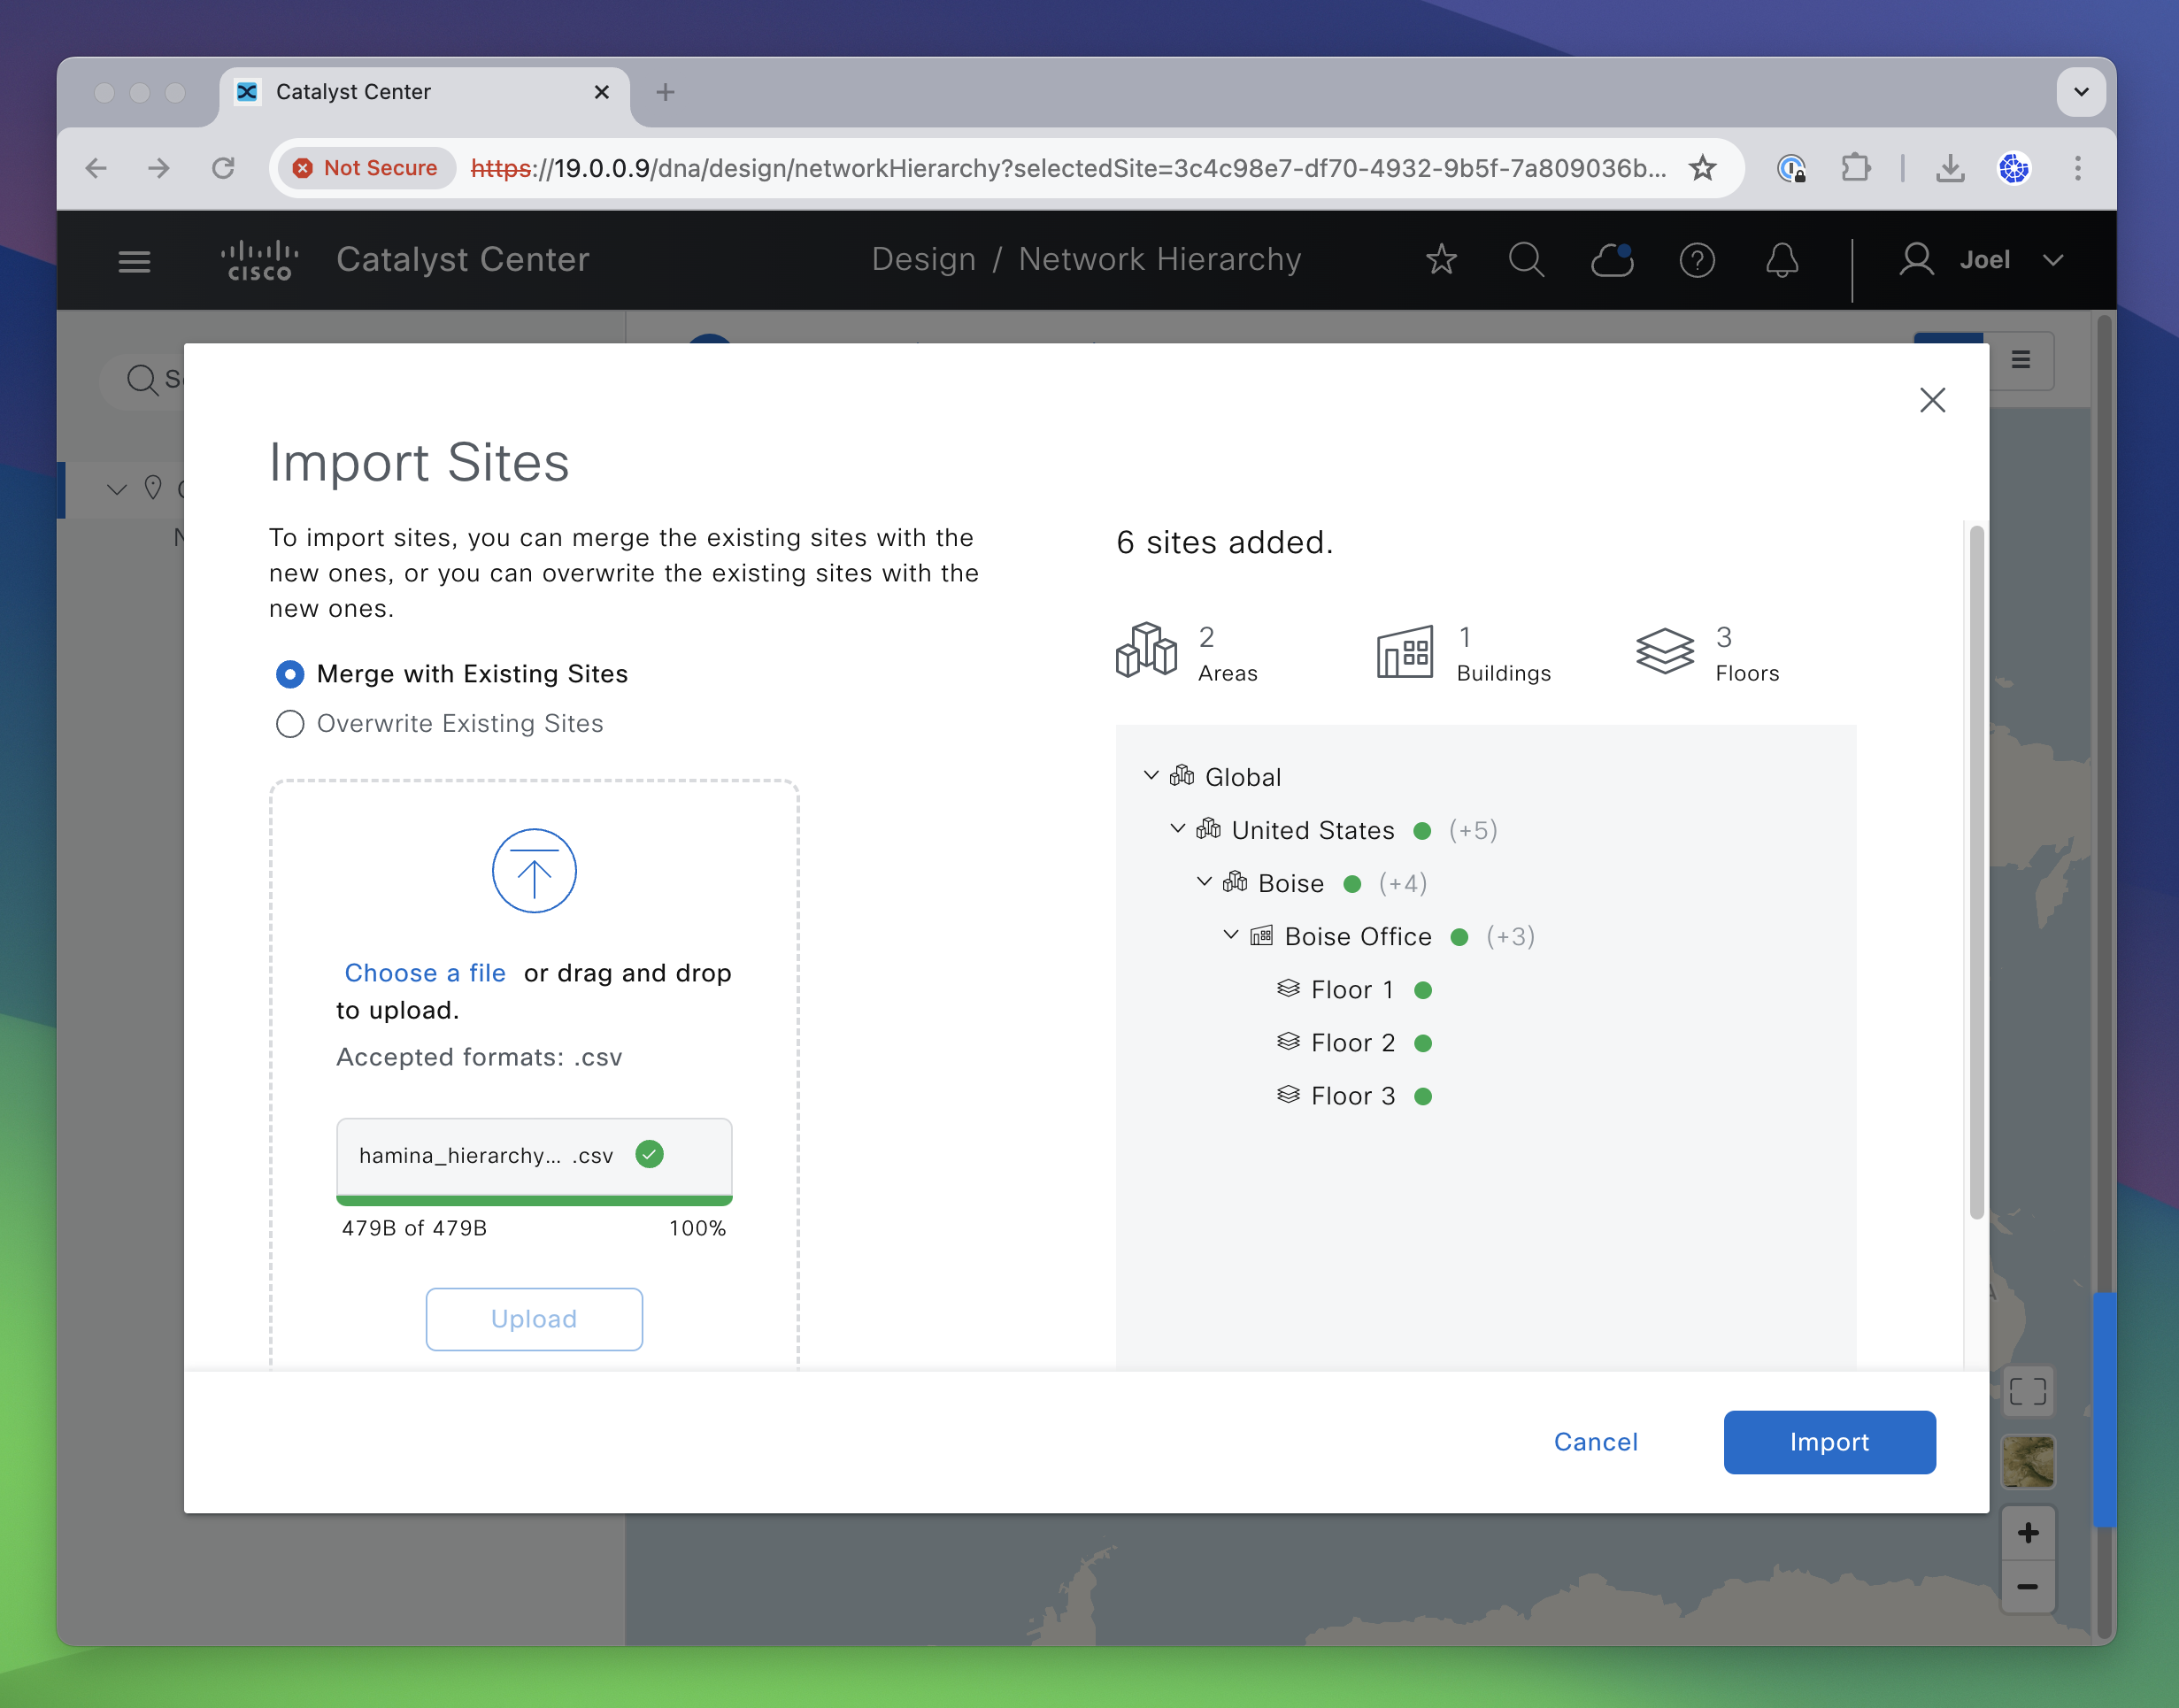 Catalyst Center
Not Secure https://19.0.0.9/dna/design/networkHierarchy?selectedSite=3c4c98e7-df70-4932-9b5f-7a809036b...
CISCO Catalyst Center Design / Network Hierarchy Joel
Import Sites
To import sites, you can merge the existing sites with the
new ones, or you can overwrite the existing sites with the
new ones.
Merge with Existing Sites
Overwrite Existing Sites
Choose a file or drag and drop
to upload.
Accepted formats: .csv
hamina_hierarchy... .csv
479B of 479B 100%
Upload
6 sites added.
2
Areas
1
Buildings
3
Floors
Global
United States (+5)
Boise (+4)
Boise Office (+3)
Floor 1
Floor 2
Floor 3
Cancel Import